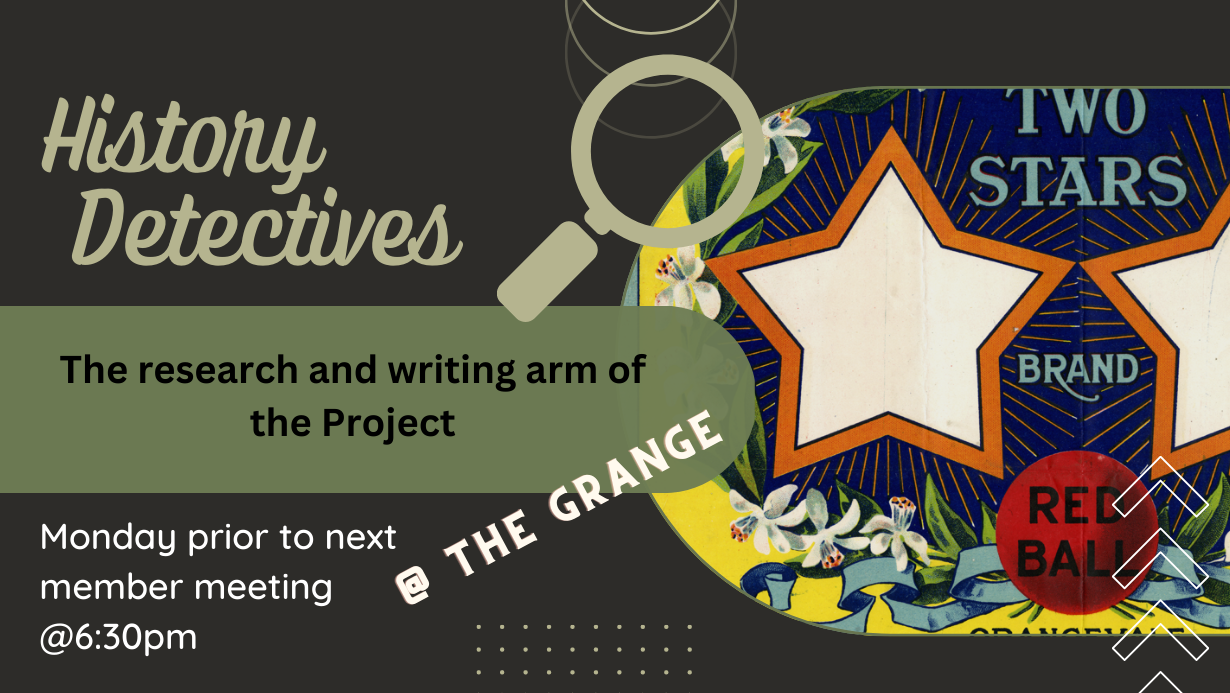 History
Detectives
The research and writing arm of
the Project
@ THE GRANGE
Monday prior to next
member meeting
@6:30pm
TWO
STARS
BRAND
RED
BALL